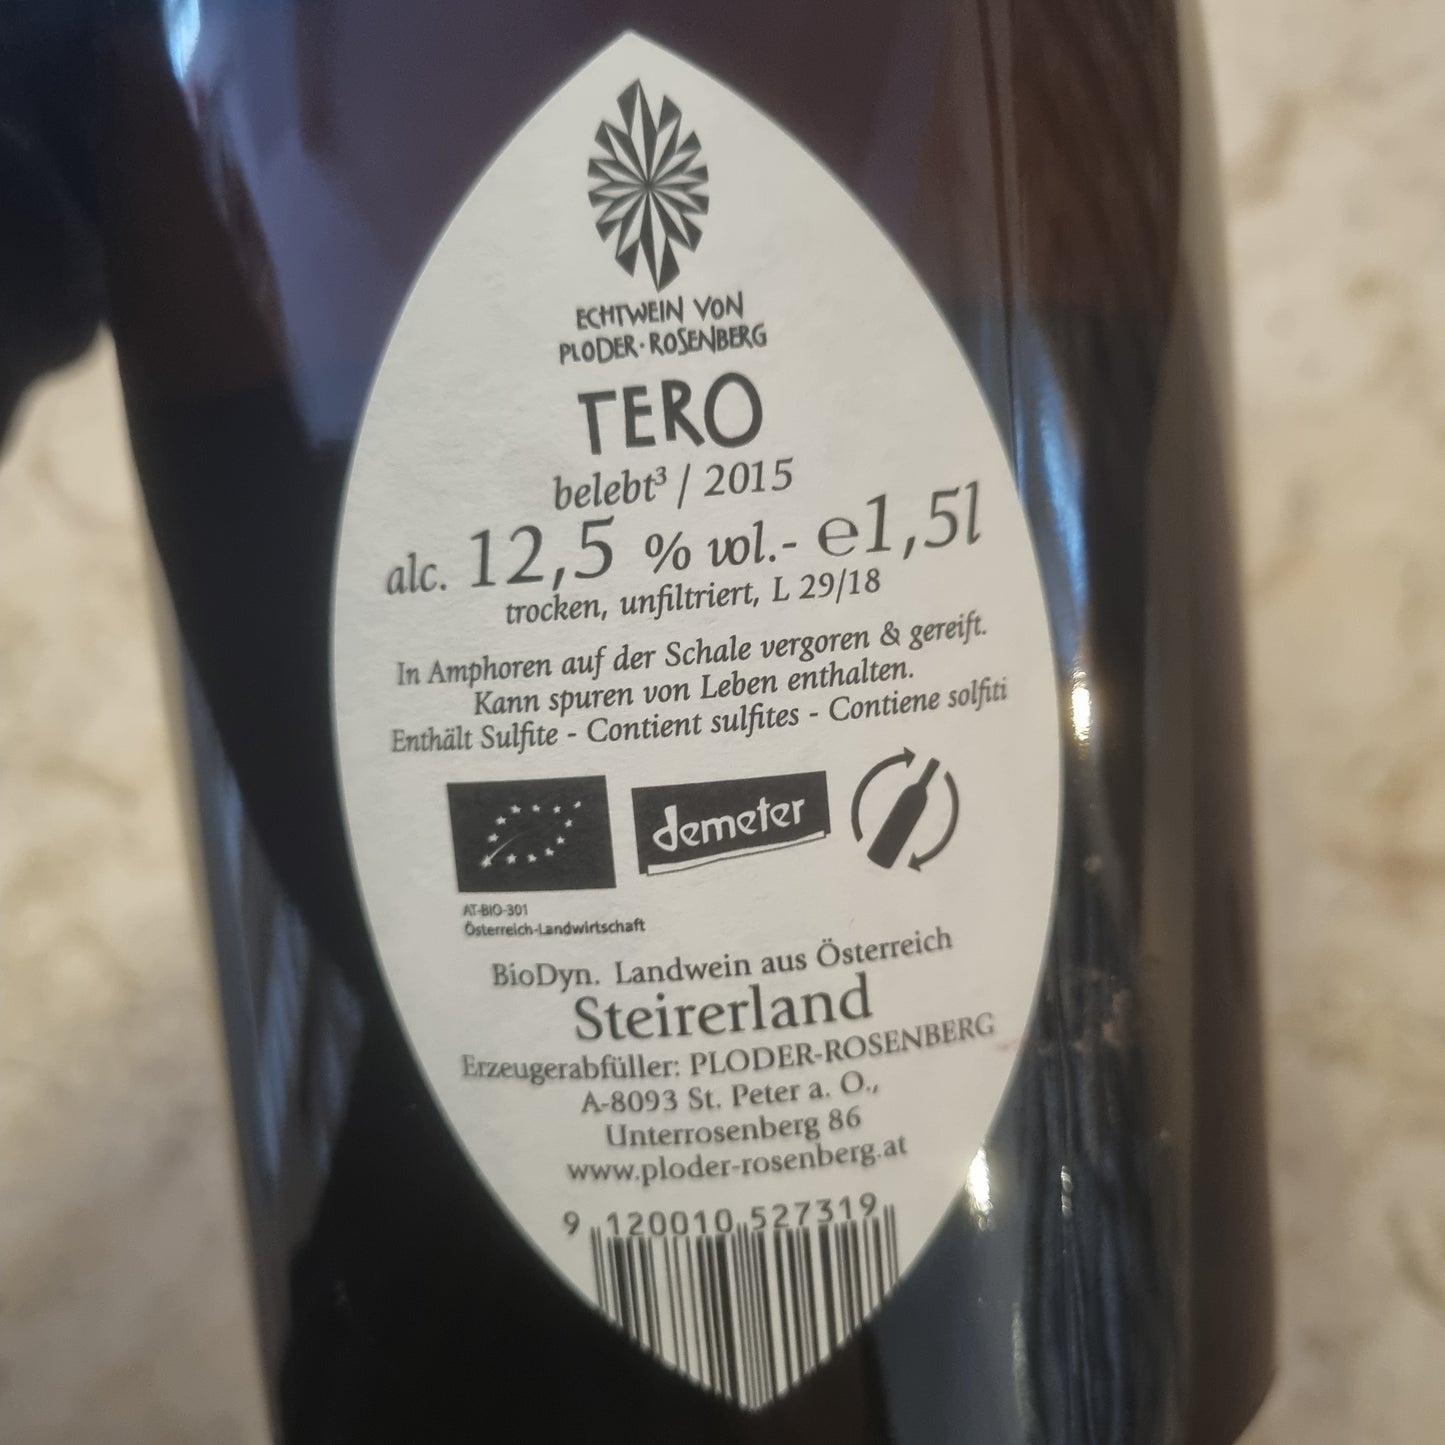 ECHTWEIN VON
PLODER·ROSENBERG
TERO
belebt³ / 2015
alc. 12,5 % vol.- e1,5l
trocken, unfiltriert, L 29/18
In Amphoren auf der Schale vergoren & gereift.
Kann spuren von Leben enthalten.
Enthält Sulfite - Contient sulfites - Contiene solfiti
demeter
AT-BIO-301
Österreich-Landwirtschaft
BioDyn. Landwein aus Österreich
Steirerland
Erzeugerabfüller: PLODER-ROSENBERG
A-8093 St. Peter a. O.,
Unterrosenberg 86
www.ploder-rosenberg.at
9 120010 527319